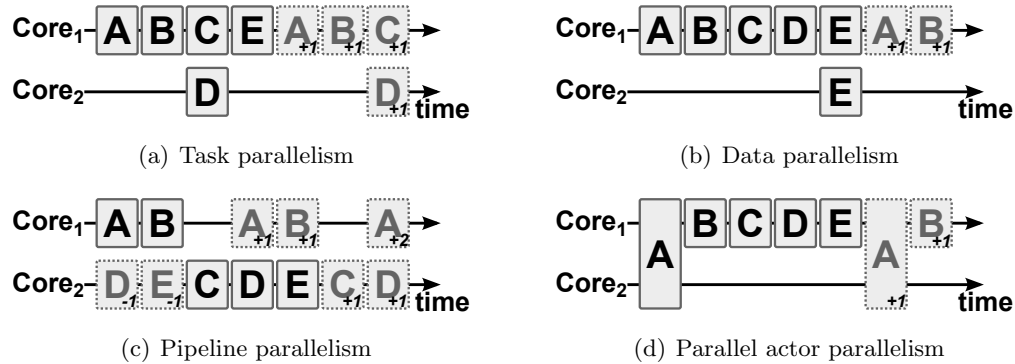 Core1 A B C E A+1 B+1 C+1
Core2 D D+1 time
(a) Task parallelism
Core1 A B C D E A+1 B+1
Core2 E time
(b) Data parallelism
Core1 A B A+1 B+1 A+2
Core2 D-1 E-1 C D E C+1 D+1 time
(c) Pipeline parallelism
Core1 A B C D E A+1 B+1
Core2 time
(d) Parallel actor parallelism